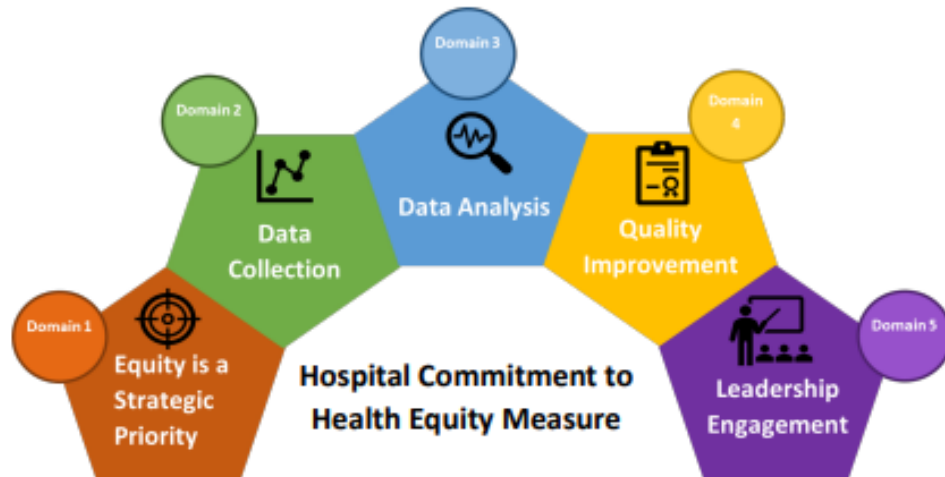 Domain 1
Equity is a
Strategic
Priority
Domain 2
Data
Collection
Domain 3
Data Analysis
Domain
4
Quality
Improvement
Domain 5
Leadership
Engagement
Hospital Commitment to
Health Equity Measure